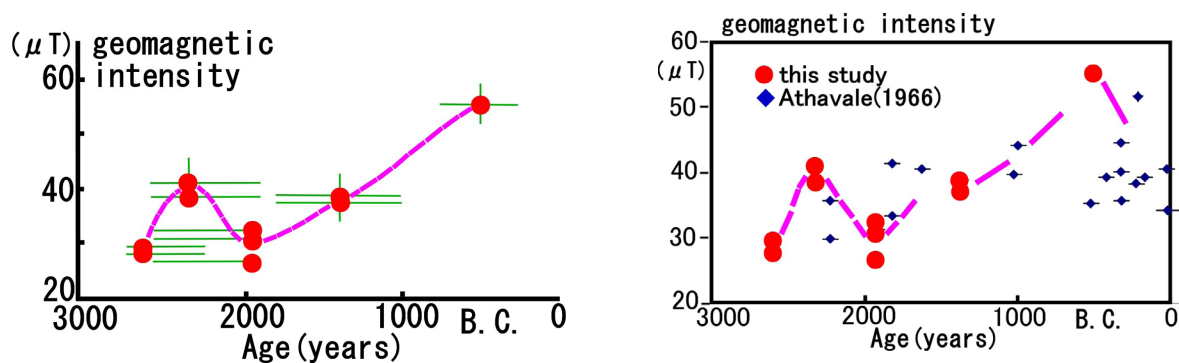 (μT) geomagnetic
intensity
60
40
20
3000 2000 1000 B.C. 0
Age(years)
geomagnetic intensity
60
(μT)
this study
Athavale(1966)
50
40
30
20
3000 2000 1000 B.C. 0
Age(years)